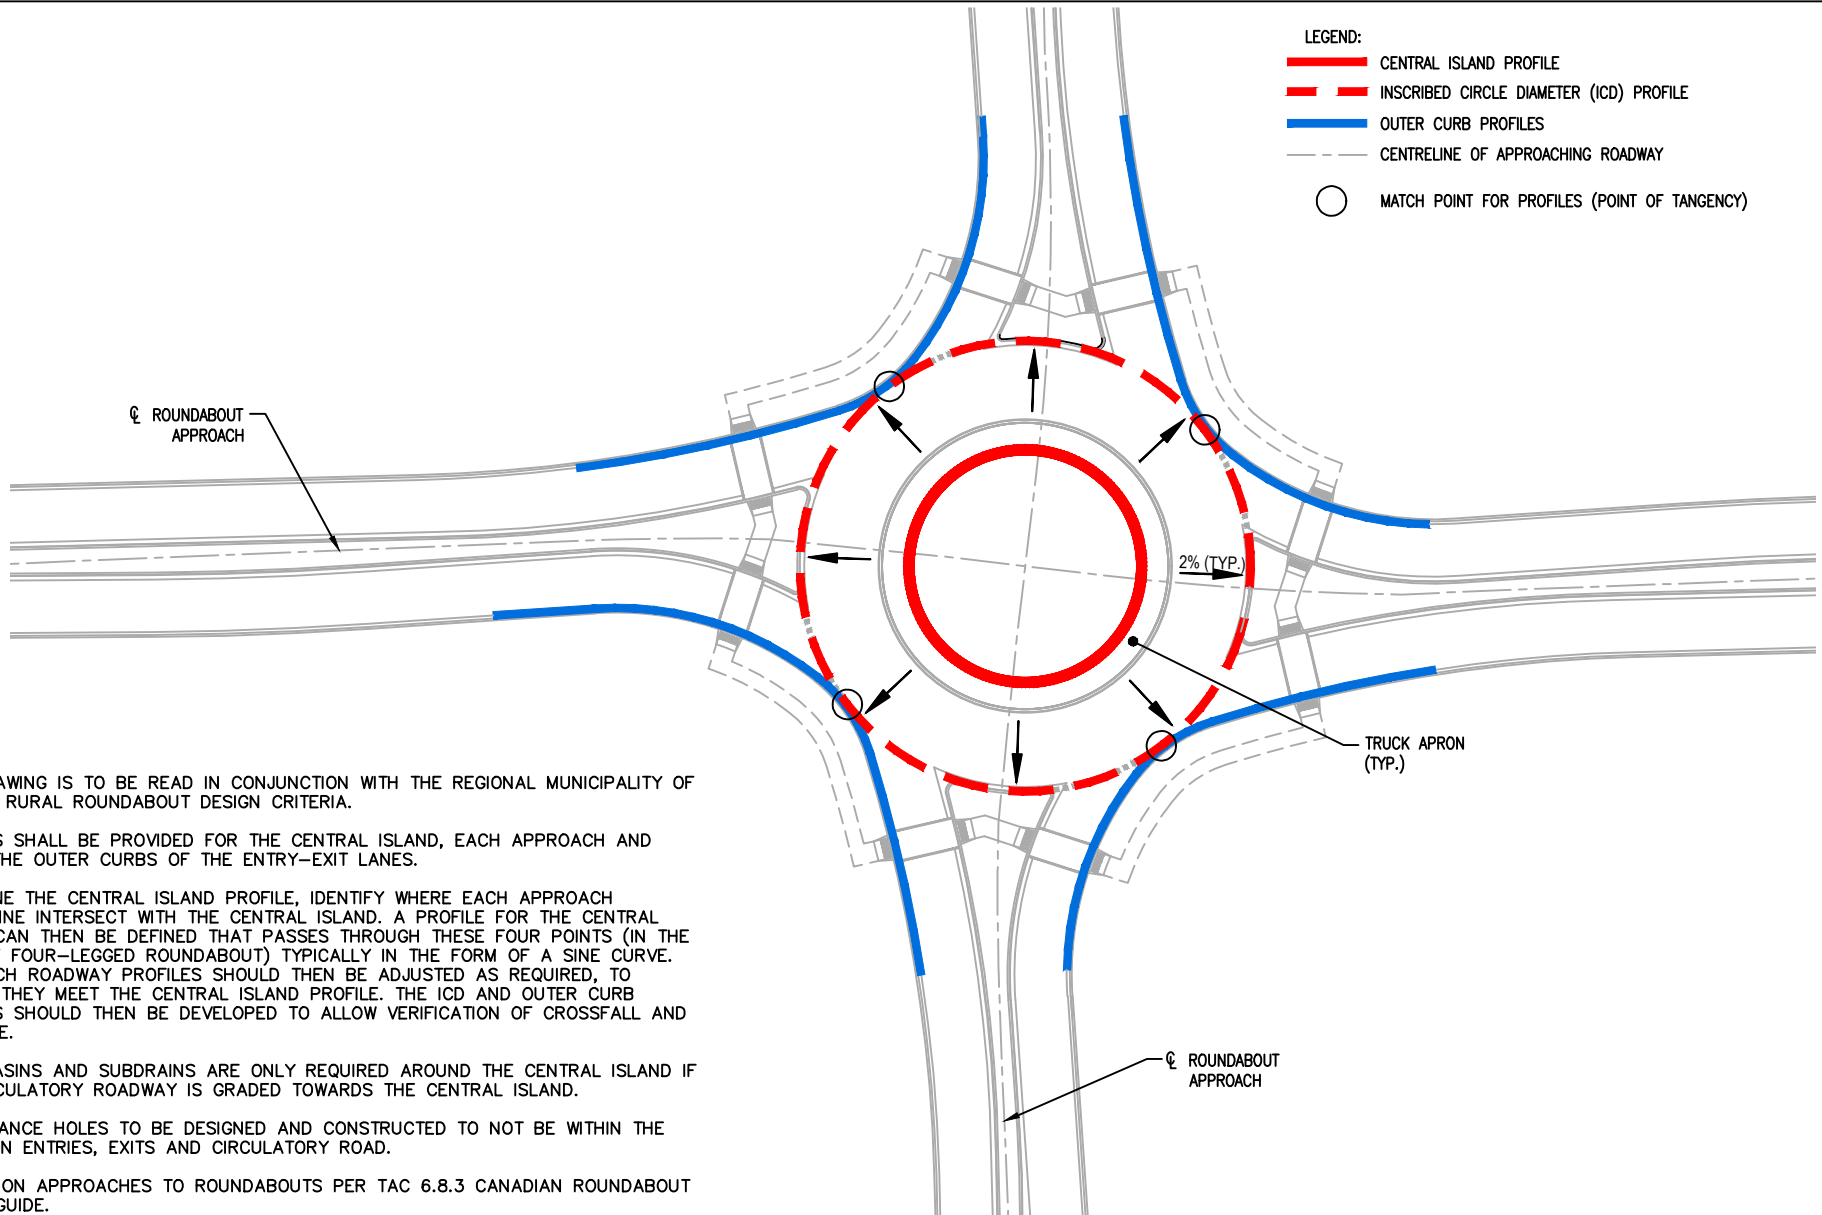 LEGEND:
CENTRAL ISLAND PROFILE
INSCRIBED CIRCLE DIAMETER (ICD) PROFILE
OUTER CURB PROFILES
CENTRELINE OF APPROACHING ROADWAY
MATCH POINT FOR PROFILES (POINT OF TANGENCY)
℄ ROUNDABOUT
APPROACH
2% (TYP.)
TRUCK APRON
(TYP.)
℄ ROUNDABOUT
APPROACH
AWING IS TO BE READ IN CONJUNCTION WITH THE REGIONAL MUNICIPALITY OF
RURAL ROUNDABOUT DESIGN CRITERIA.
S SHALL BE PROVIDED FOR THE CENTRAL ISLAND, EACH APPROACH AND
THE OUTER CURBS OF THE ENTRY–EXIT LANES.
NE THE CENTRAL ISLAND PROFILE, IDENTIFY WHERE EACH APPROACH
INE INTERSECT WITH THE CENTRAL ISLAND. A PROFILE FOR THE CENTRAL
CAN THEN BE DEFINED THAT PASSES THROUGH THESE FOUR POINTS (IN THE
FOUR–LEGGED ROUNDABOUT) TYPICALLY IN THE FORM OF A SINE CURVE.
CH ROADWAY PROFILES SHOULD THEN BE ADJUSTED AS REQUIRED, TO
THEY MEET THE CENTRAL ISLAND PROFILE. THE ICD AND OUTER CURB
S SHOULD THEN BE DEVELOPED TO ALLOW VERIFICATION OF CROSSFALL AND
E.
ASINS AND SUBDRAINS ARE ONLY REQUIRED AROUND THE CENTRAL ISLAND IF
CULATORY ROADWAY IS GRADED TOWARDS THE CENTRAL ISLAND.
ANCE HOLES TO BE DESIGNED AND CONSTRUCTED TO NOT BE WITHIN THE
N ENTRIES, EXITS AND CIRCULATORY ROAD.
ON APPROACHES TO ROUNDABOUTS PER TAC 6.8.3 CANADIAN ROUNDABOUT
GUIDE.